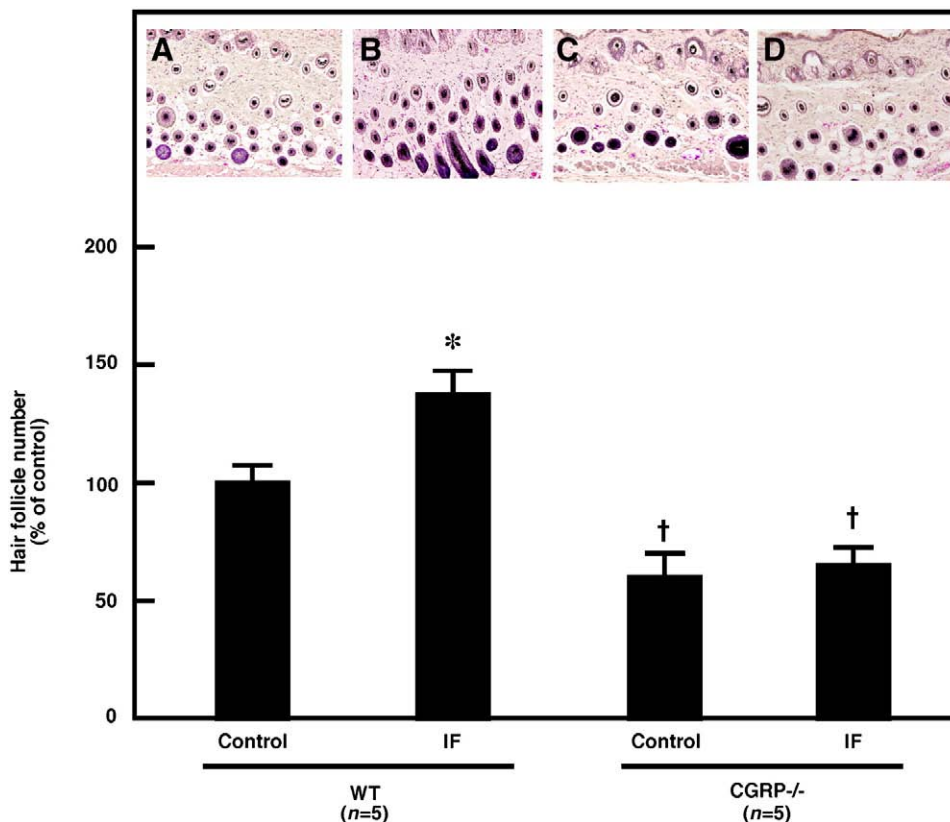 A B C D
200
150
100
50
0
Hair follicle number
(% of control)
*
†
†
Control IF Control IF
WT
(n=5)
CGRP-/-
(n=5)